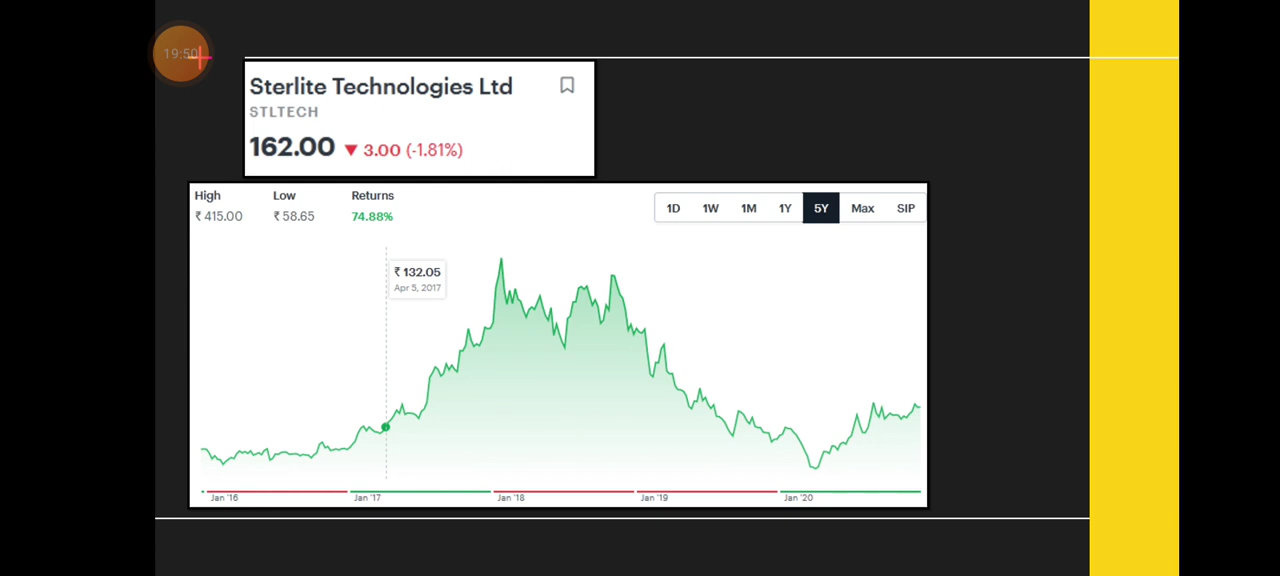 19:50
Sterlite Technologies Ltd
STLTECH
162.00 ▼ 3.00 (-1.81%)
High Low Returns
₹ 415.00 ₹ 58.65 74.88%
1D 1W 1M 1Y 5Y Max SIP
₹ 132.05
Apr 5, 2017
Jan '16 Jan '17 Jan '18 Jan '19 Jan '20